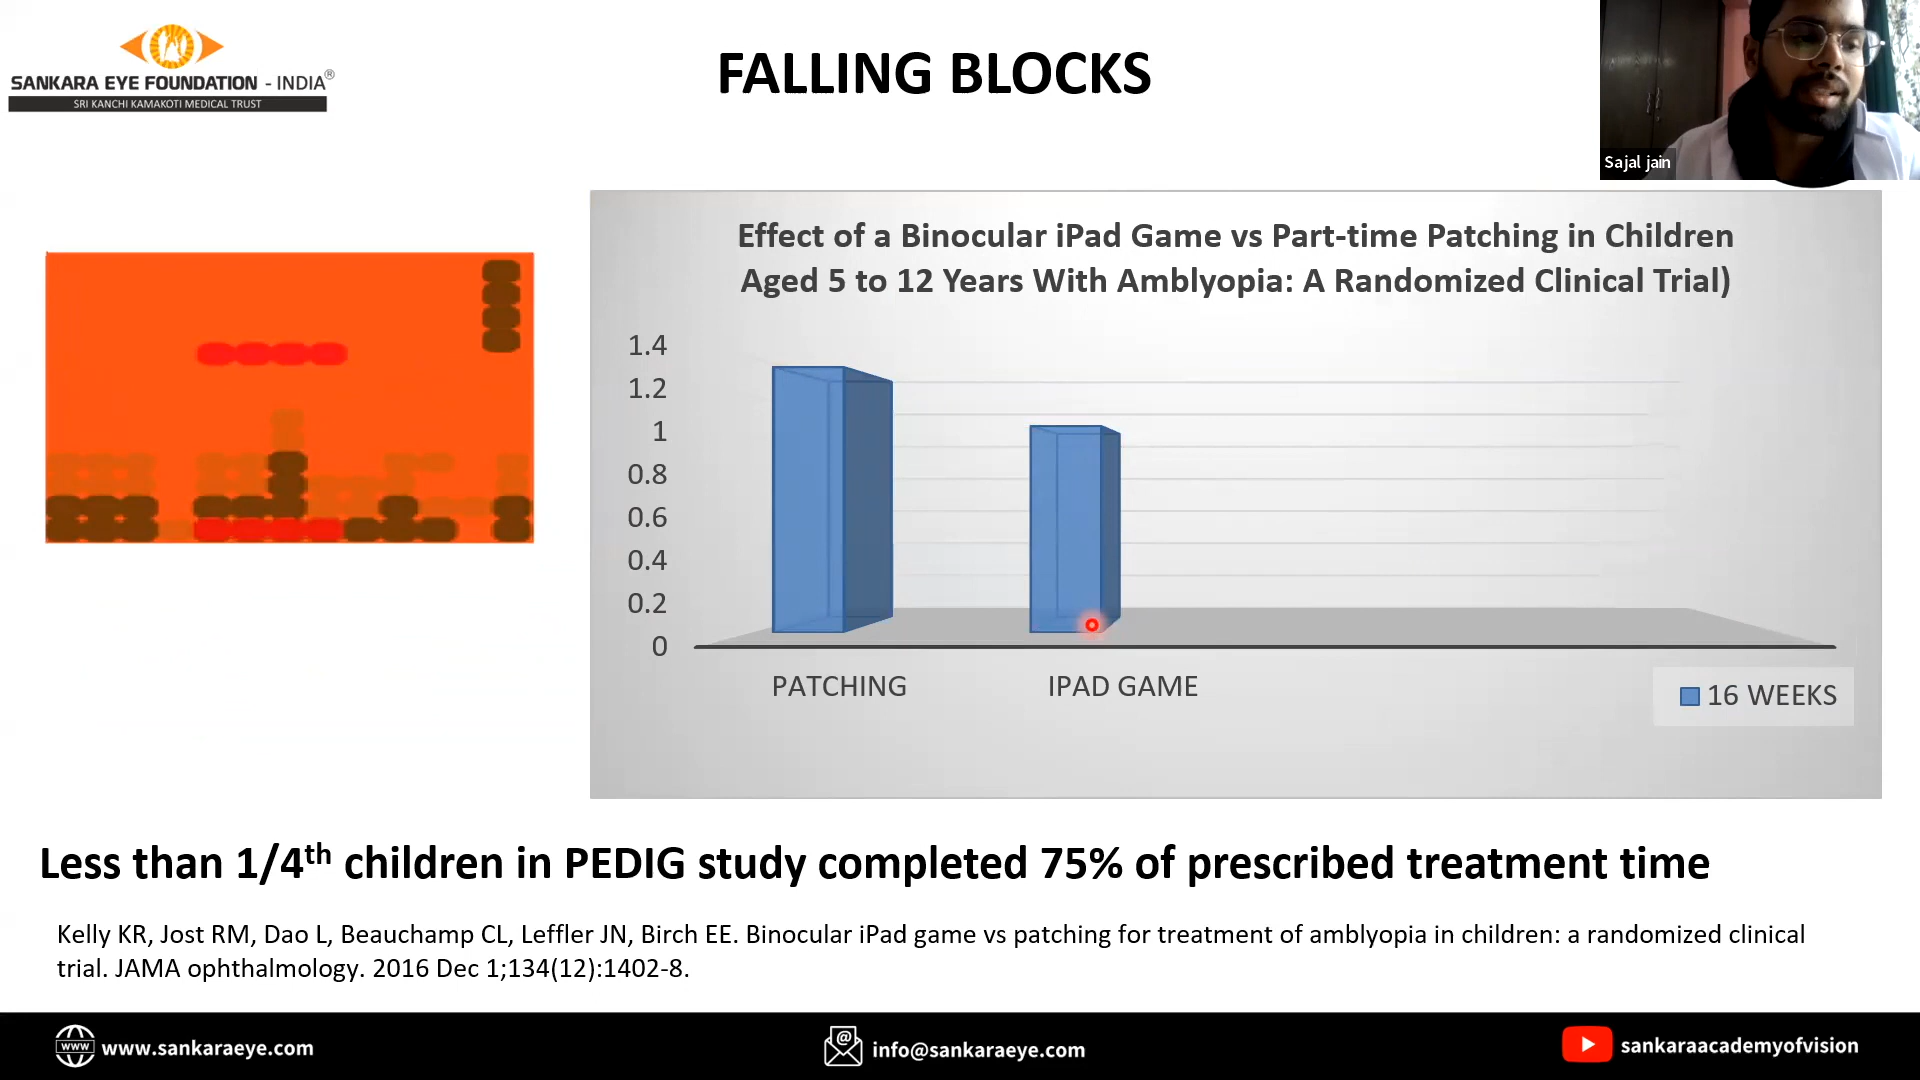 SANKARA EYE FOUNDATION - INDIA®
SRI KANCHI KAMAKOTI MEDICAL TRUST
FALLING BLOCKS
Sajal jain
Effect of a Binocular iPad Game vs Part-time Patching in Children
Aged 5 to 12 Years With Amblyopia: A Randomized Clinical Trial)
1.4
1.2
1
0.8
0.6
0.4
0.2
0
PATCHING IPAD GAME
16 WEEKS
Less than 1/4th children in PEDIG study completed 75% of prescribed treatment time
Kelly KR, Jost RM, Dao L, Beauchamp CL, Leffler JN, Birch EE. Binocular iPad game vs patching for treatment of amblyopia in children: a randomized clinical
trial. JAMA ophthalmology. 2016 Dec 1;134(12):1402-8.
WWW www.sankaraeye.com @ info@sankaraeye.com sankaraacademyofvision